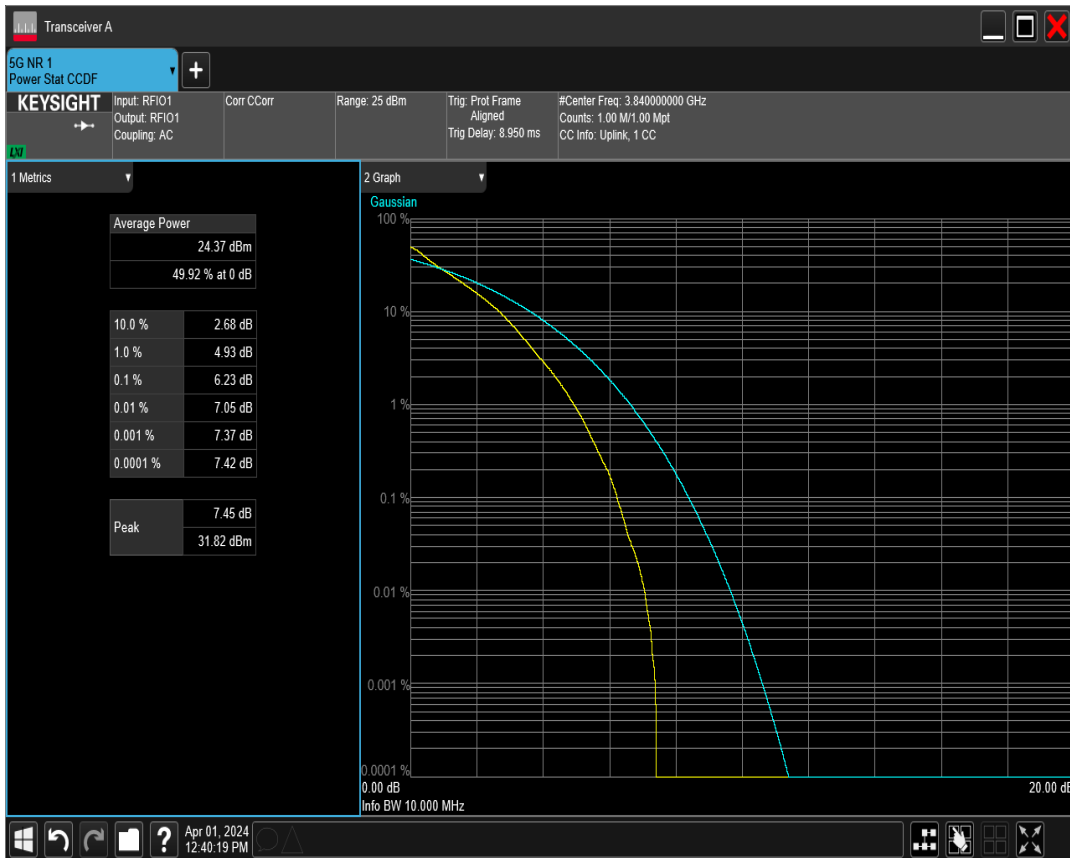 Transceiver A
5G NR 1
Power Stat CCDF
KEYSIGHT
LXI
Input: RFIO1
Output: RFIO1
Coupling: AC
Corr CCorr
Range: 25 dBm
Trig: Prot Frame
Aligned
Trig Delay: 8.950 ms
#Center Freq: 3.840000000 GHz
Counts: 1.00 M/1.00 Mpt
CC Info: Uplink, 1 CC
1 Metrics
Average Power
24.37 dBm
49.92 % at 0 dB
10.0 % 2.68 dB
1.0 % 4.93 dB
0.1 % 6.23 dB
0.01 % 7.05 dB
0.001 % 7.37 dB
0.0001 % 7.42 dB
Peak
7.45 dB
31.82 dBm
2 Graph
Gaussian
100 %
10 %
1 %
0.1 %
0.01 %
0.001 %
0.0001 %
0.00 dB 20.00 dB
Info BW 10.000 MHz
Apr 01, 2024
12:40:19 PM